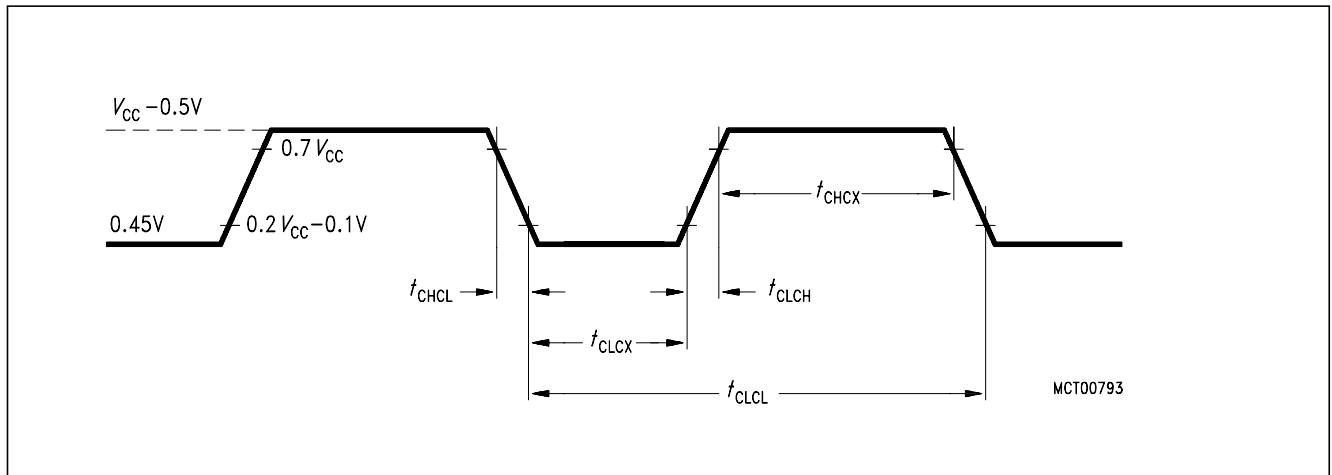 V_CC −0.5V
0.7 V_CC
0.45V
0.2 V_CC −0.1V
t_CHCX
t_CHCL
t_CLCH
t_CLCX
t_CLCL
MCT00793